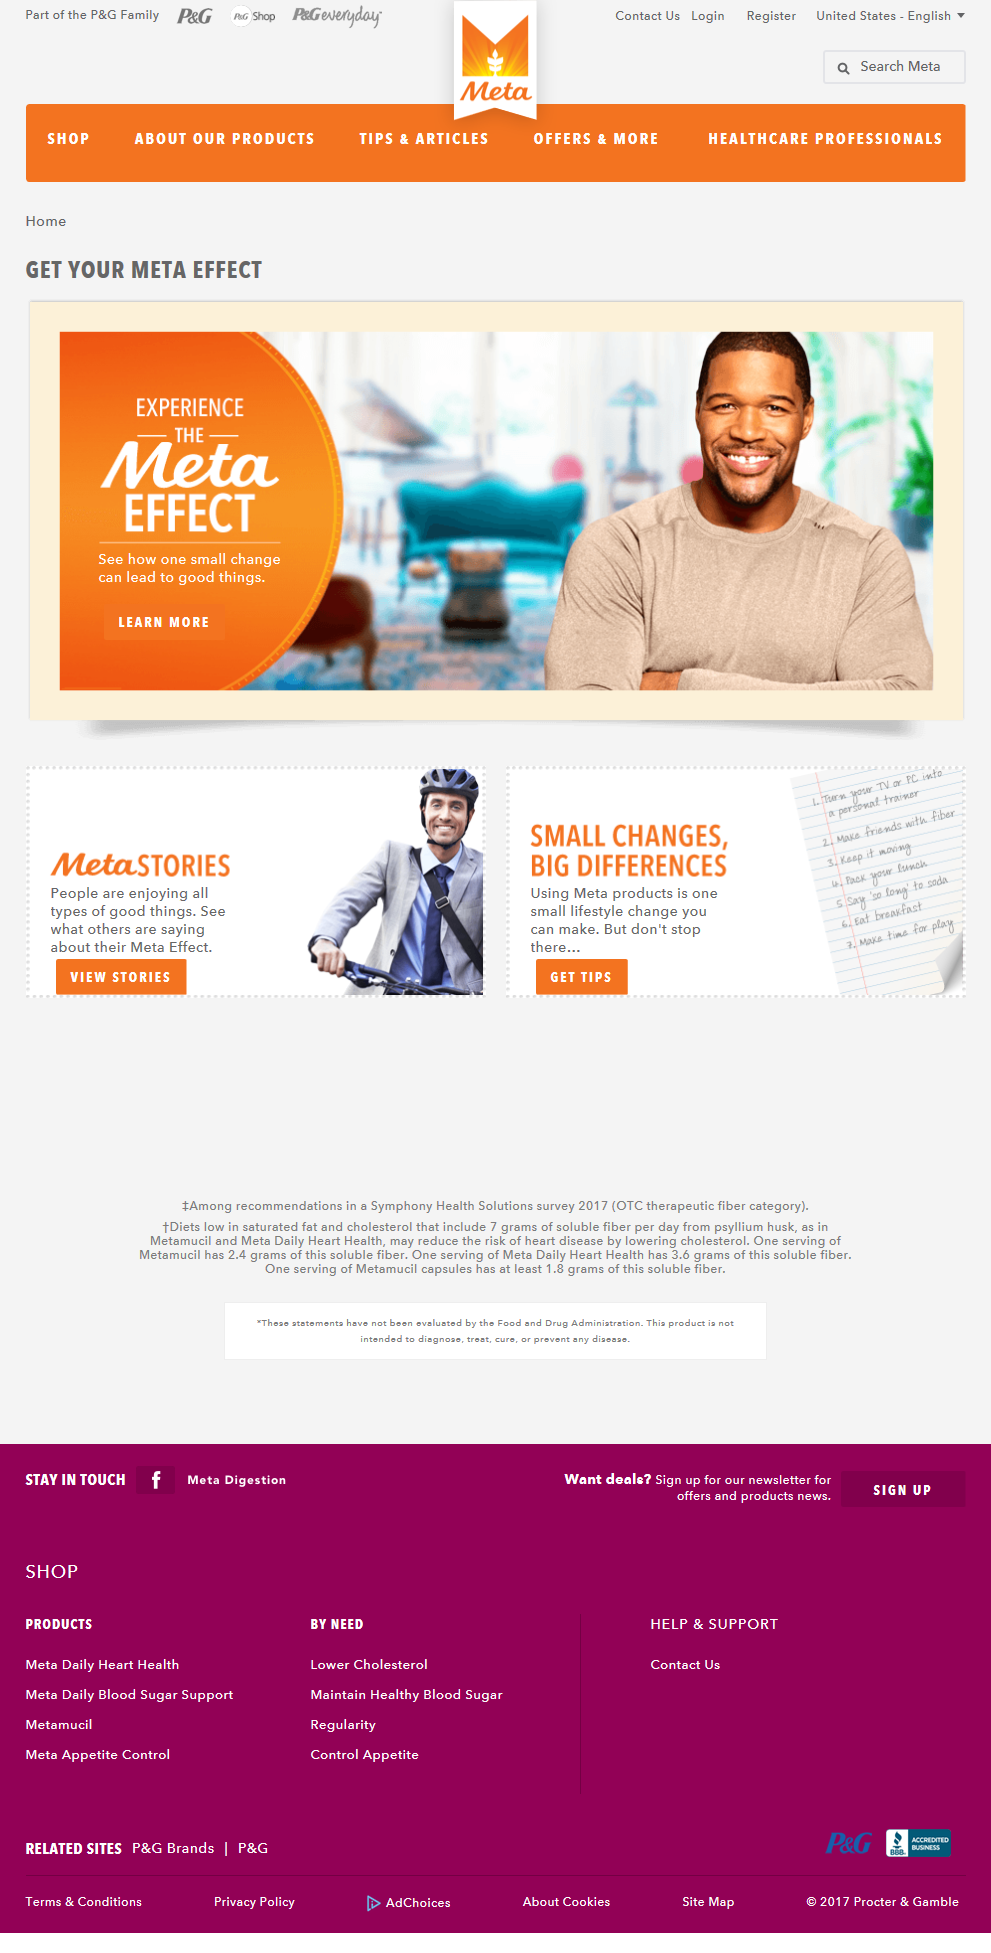 Part of the P&G Family P&G P&G Shop P&G everyday
Contact Us Login Register United States - English
Meta
Search Meta
SHOP ABOUT OUR PRODUCTS TIPS & ARTICLES OFFERS & MORE HEALTHCARE PROFESSIONALS
Home
GET YOUR META EFFECT
EXPERIENCE
THE
Meta
EFFECT
See how one small change
can lead to good things.
LEARN MORE
Meta STORIES
People are enjoying all
types of good things. See
what others are saying
about their Meta Effect.
VIEW STORIES
SMALL CHANGES,
BIG DIFFERENCES
Using Meta products is one
small lifestyle change you
can make. But don't stop
there...
GET TIPS
1. Turn your TV or PC into
a personal trainer
2. Make friends with fiber
3. Keep it moving
4. Pack your lunch
5. Say 'so long' to soda
6. Eat breakfast
7. Make time for play
‡Among recommendations in a Symphony Health Solutions survey 2017 (OTC therapeutic fiber category).
†Diets low in saturated fat and cholesterol that include 7 grams of soluble fiber per day from psyllium husk, as in
Metamucil and Meta Daily Heart Health, may reduce the risk of heart disease by lowering cholesterol. One serving of
Metamucil has 2.4 grams of this soluble fiber. One serving of Meta Daily Heart Health has 3.6 grams of this soluble fiber.
One serving of Metamucil capsules has at least 1.8 grams of this soluble fiber.
*These statements have not been evaluated by the Food and Drug Administration. This product is not
intended to diagnose, treat, cure, or prevent any disease.
STAY IN TOUCH f Meta Digestion
Want deals? Sign up for our newsletter for
offers and products news.
SIGN UP
SHOP
PRODUCTS
Meta Daily Heart Health
Meta Daily Blood Sugar Support
Metamucil
Meta Appetite Control
BY NEED
Lower Cholesterol
Maintain Healthy Blood Sugar
Regularity
Control Appetite
HELP & SUPPORT
Contact Us
RELATED SITES P&G Brands | P&G
P&G
BBB
ACCREDITED
BUSINESS
Terms & Conditions Privacy Policy AdChoices About Cookies Site Map © 2017 Procter & Gamble